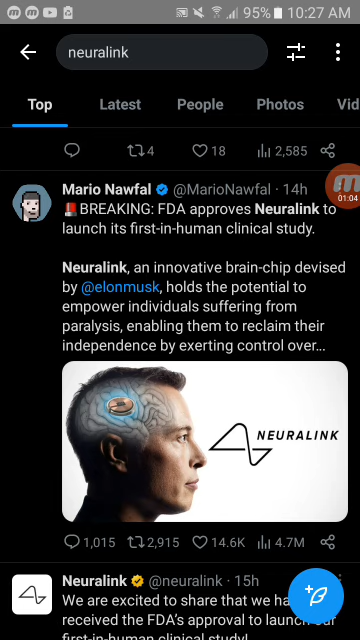 95% 10:27 AM
neuralink
Top Latest People Photos Vid
4 18 2,585
Mario Nawfal @MarioNawfal · 14h
01:04
🚨BREAKING: FDA approves Neuralink to
launch its first-in-human clinical study.
Neuralink, an innovative brain-chip devised
by @elonmusk, holds the potential to
empower individuals suffering from
paralysis, enabling them to reclaim their
independence by exerting control over...
NEURALINK
1,015 2,915 14.6K 4.7M
Neuralink @neuralink · 15h
We are excited to share that we ha
received the FDA's approval to launch our
first-in-human clinical study!